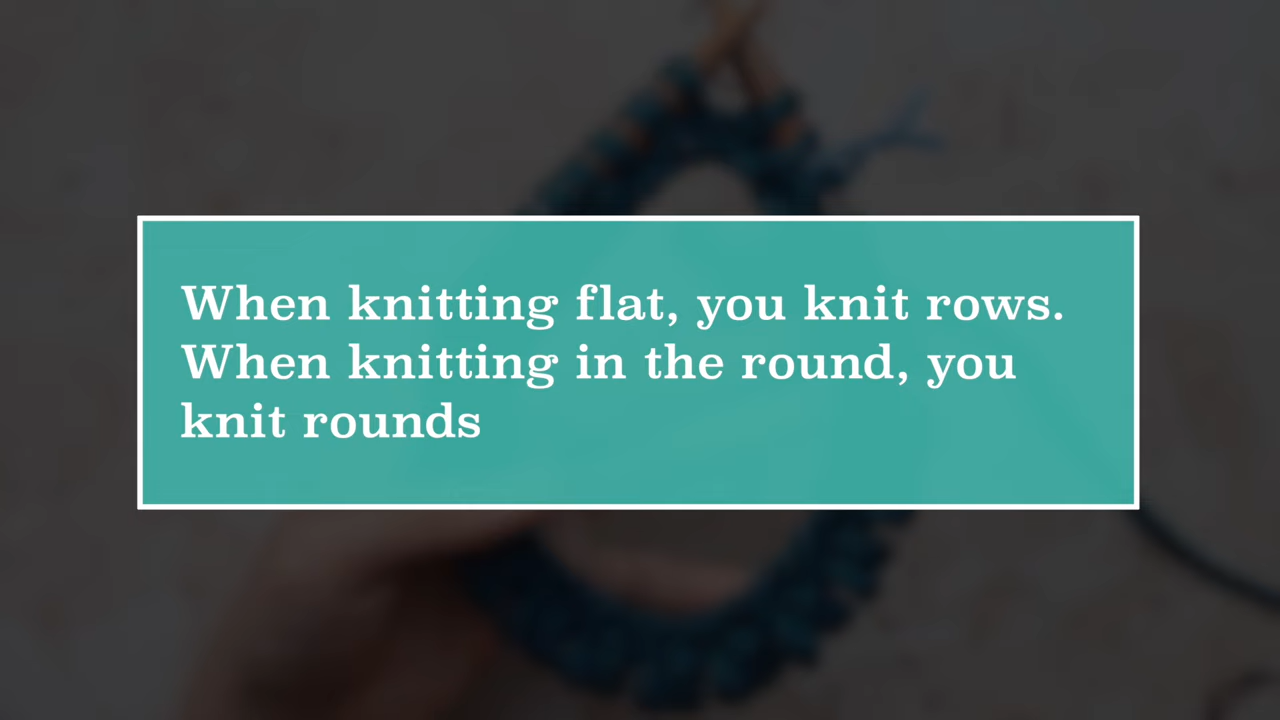 When knitting flat, you knit rows.
When knitting in the round, you
knit rounds